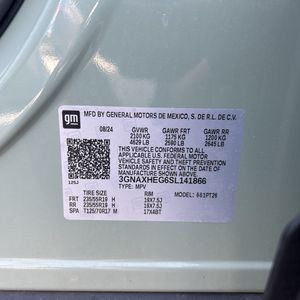 gm
MFD BY GENERAL MOTORS DE MEXICO, S. DE R.L. DE C.V.
08/24 GVWR GAWR FRT GAWR RR
2100 KG 1175 KG 1200 KG
4629 LB 2590 LB 2645 LB
THIS VEHICLE CONFORMS TO ALL
APPLICABLE U.S. FEDERAL MOTOR
VEHICLE SAFETY AND THEFT
PREVENTION STANDARDS IN EFFECT ON
THE DATE OF MANUFACTURE SHOWN ABOVE.
3GNAXHEG6SL141866
TYPE: MPV MODEL:
TIRE SIZE RIM
FRT 235/55R19 H 19X7.5J
RR 235/55R19 H 19X7.5J
SPA T125/70R17 M 17X4BT